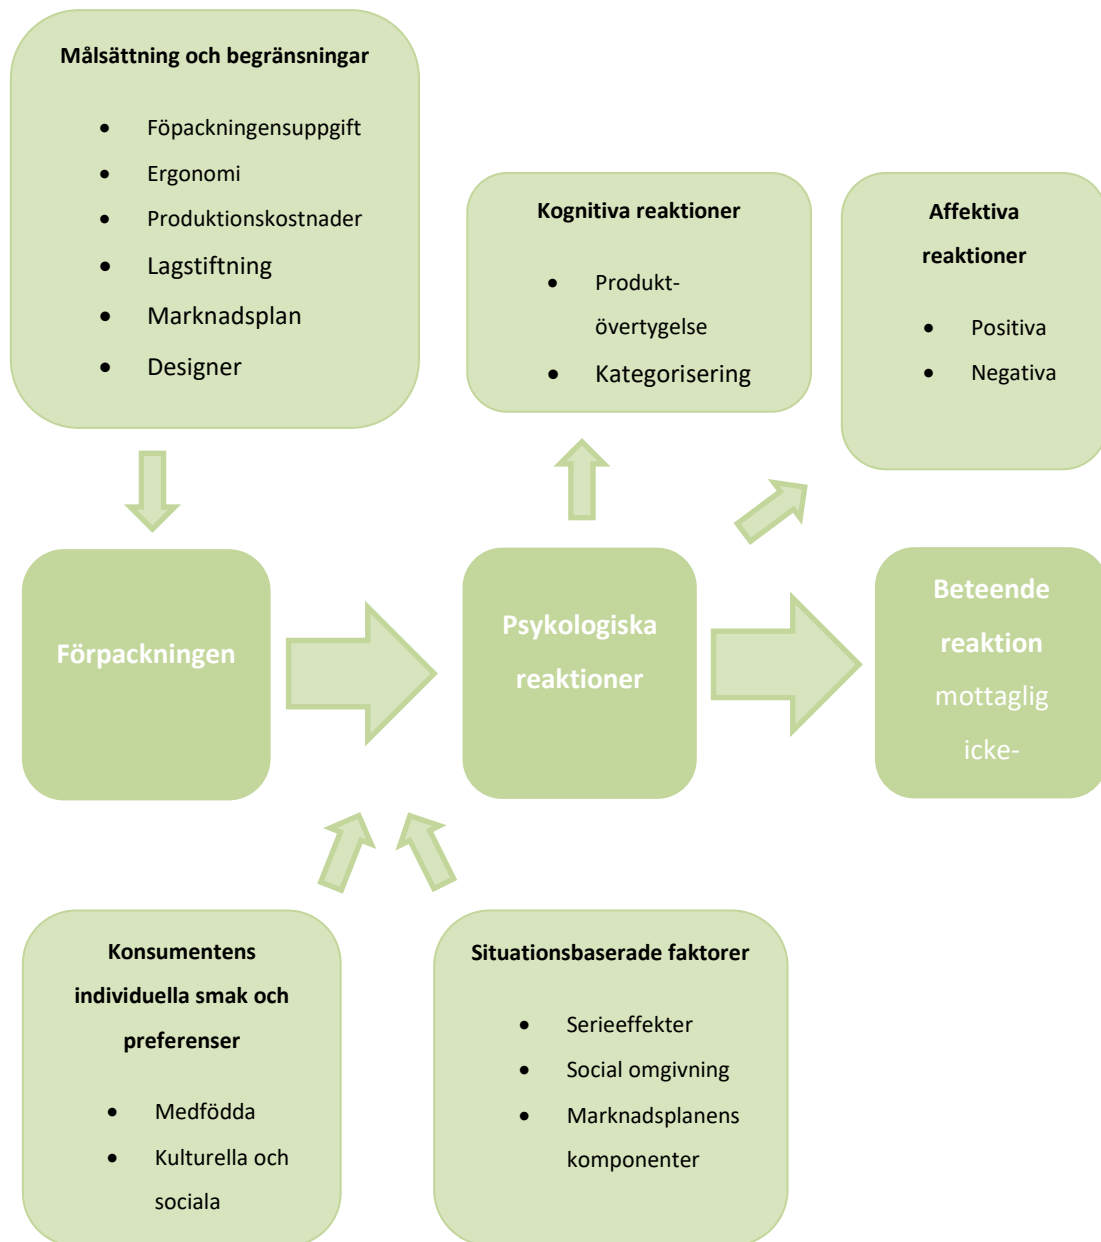 Målsättning och begränsningar
• Föpackningensuppgift
• Ergonomi
• Produktionskostnader
• Lagstiftning
• Marknadsplan
• Designer
Kognitiva reaktioner
• Produkt-
övertygelse
• Kategorisering
Affektiva
reaktioner
• Positiva
• Negativa
Förpackningen
Psykologiska
reaktioner
Beteende
reaktion
mottaglig
icke-
Konsumentens
individuella smak och
preferenser
• Medfödda
• Kulturella och
sociala
Situationsbaserade faktorer
• Serieeffekter
• Social omgivning
• Marknadsplanens
komponenter